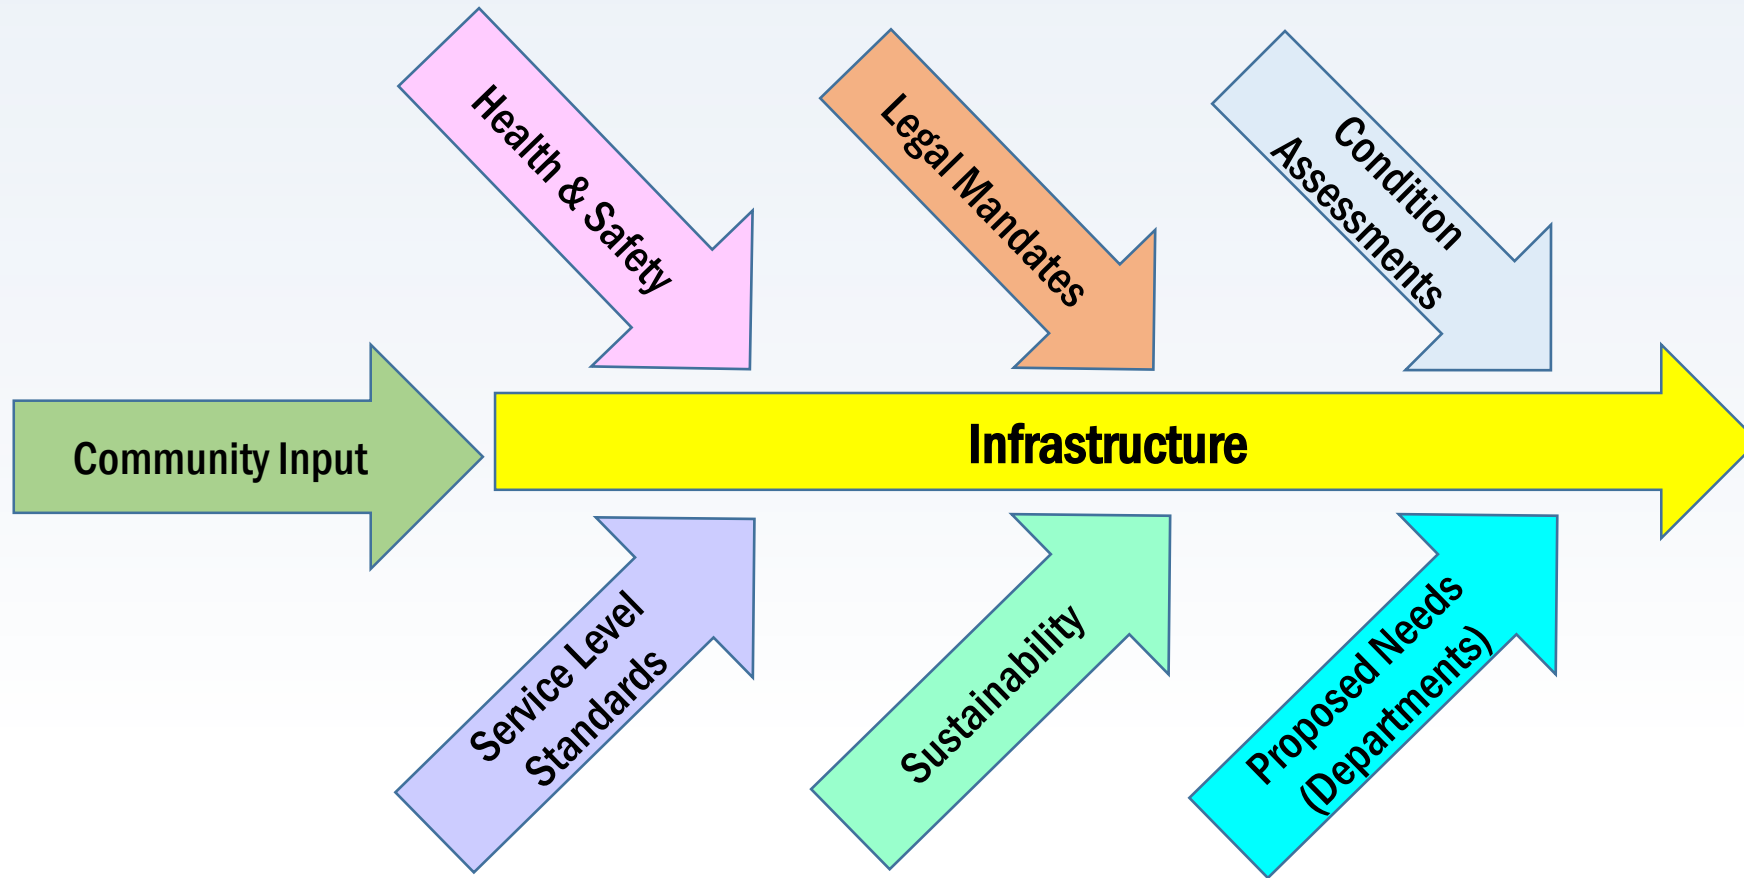 Health & Safety
Legal Mandates
Condition
Assessments
Community Input
Infrastructure
Service Level
Standards
Sustainability
Proposed Needs
(Departments)